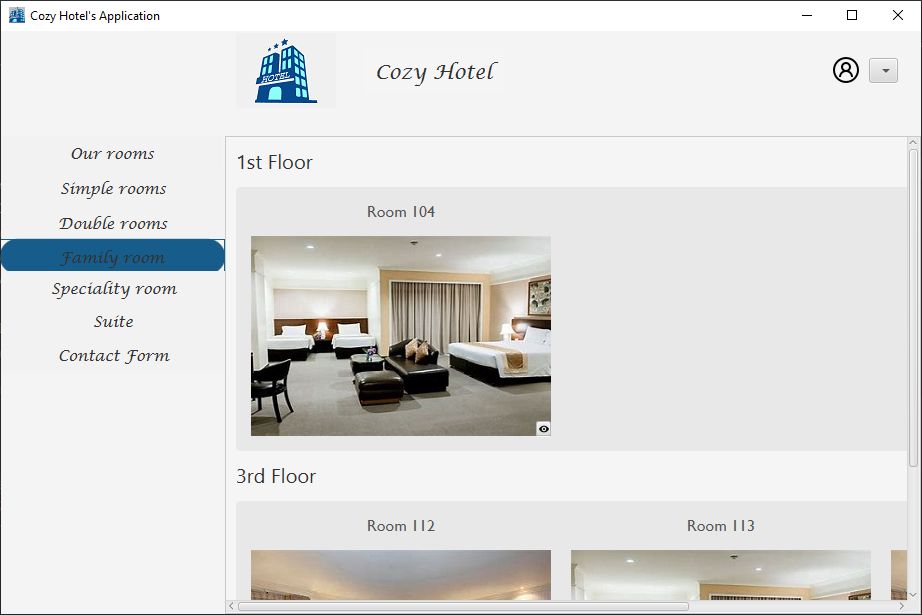 Cozy Hotel's Application
HOTEL
Cozy Hotel
Our rooms
Simple rooms
Double rooms
Family room
Speciality room
Suite
Contact Form
1st Floor
Room 104
3rd Floor
Room 112
Room 113